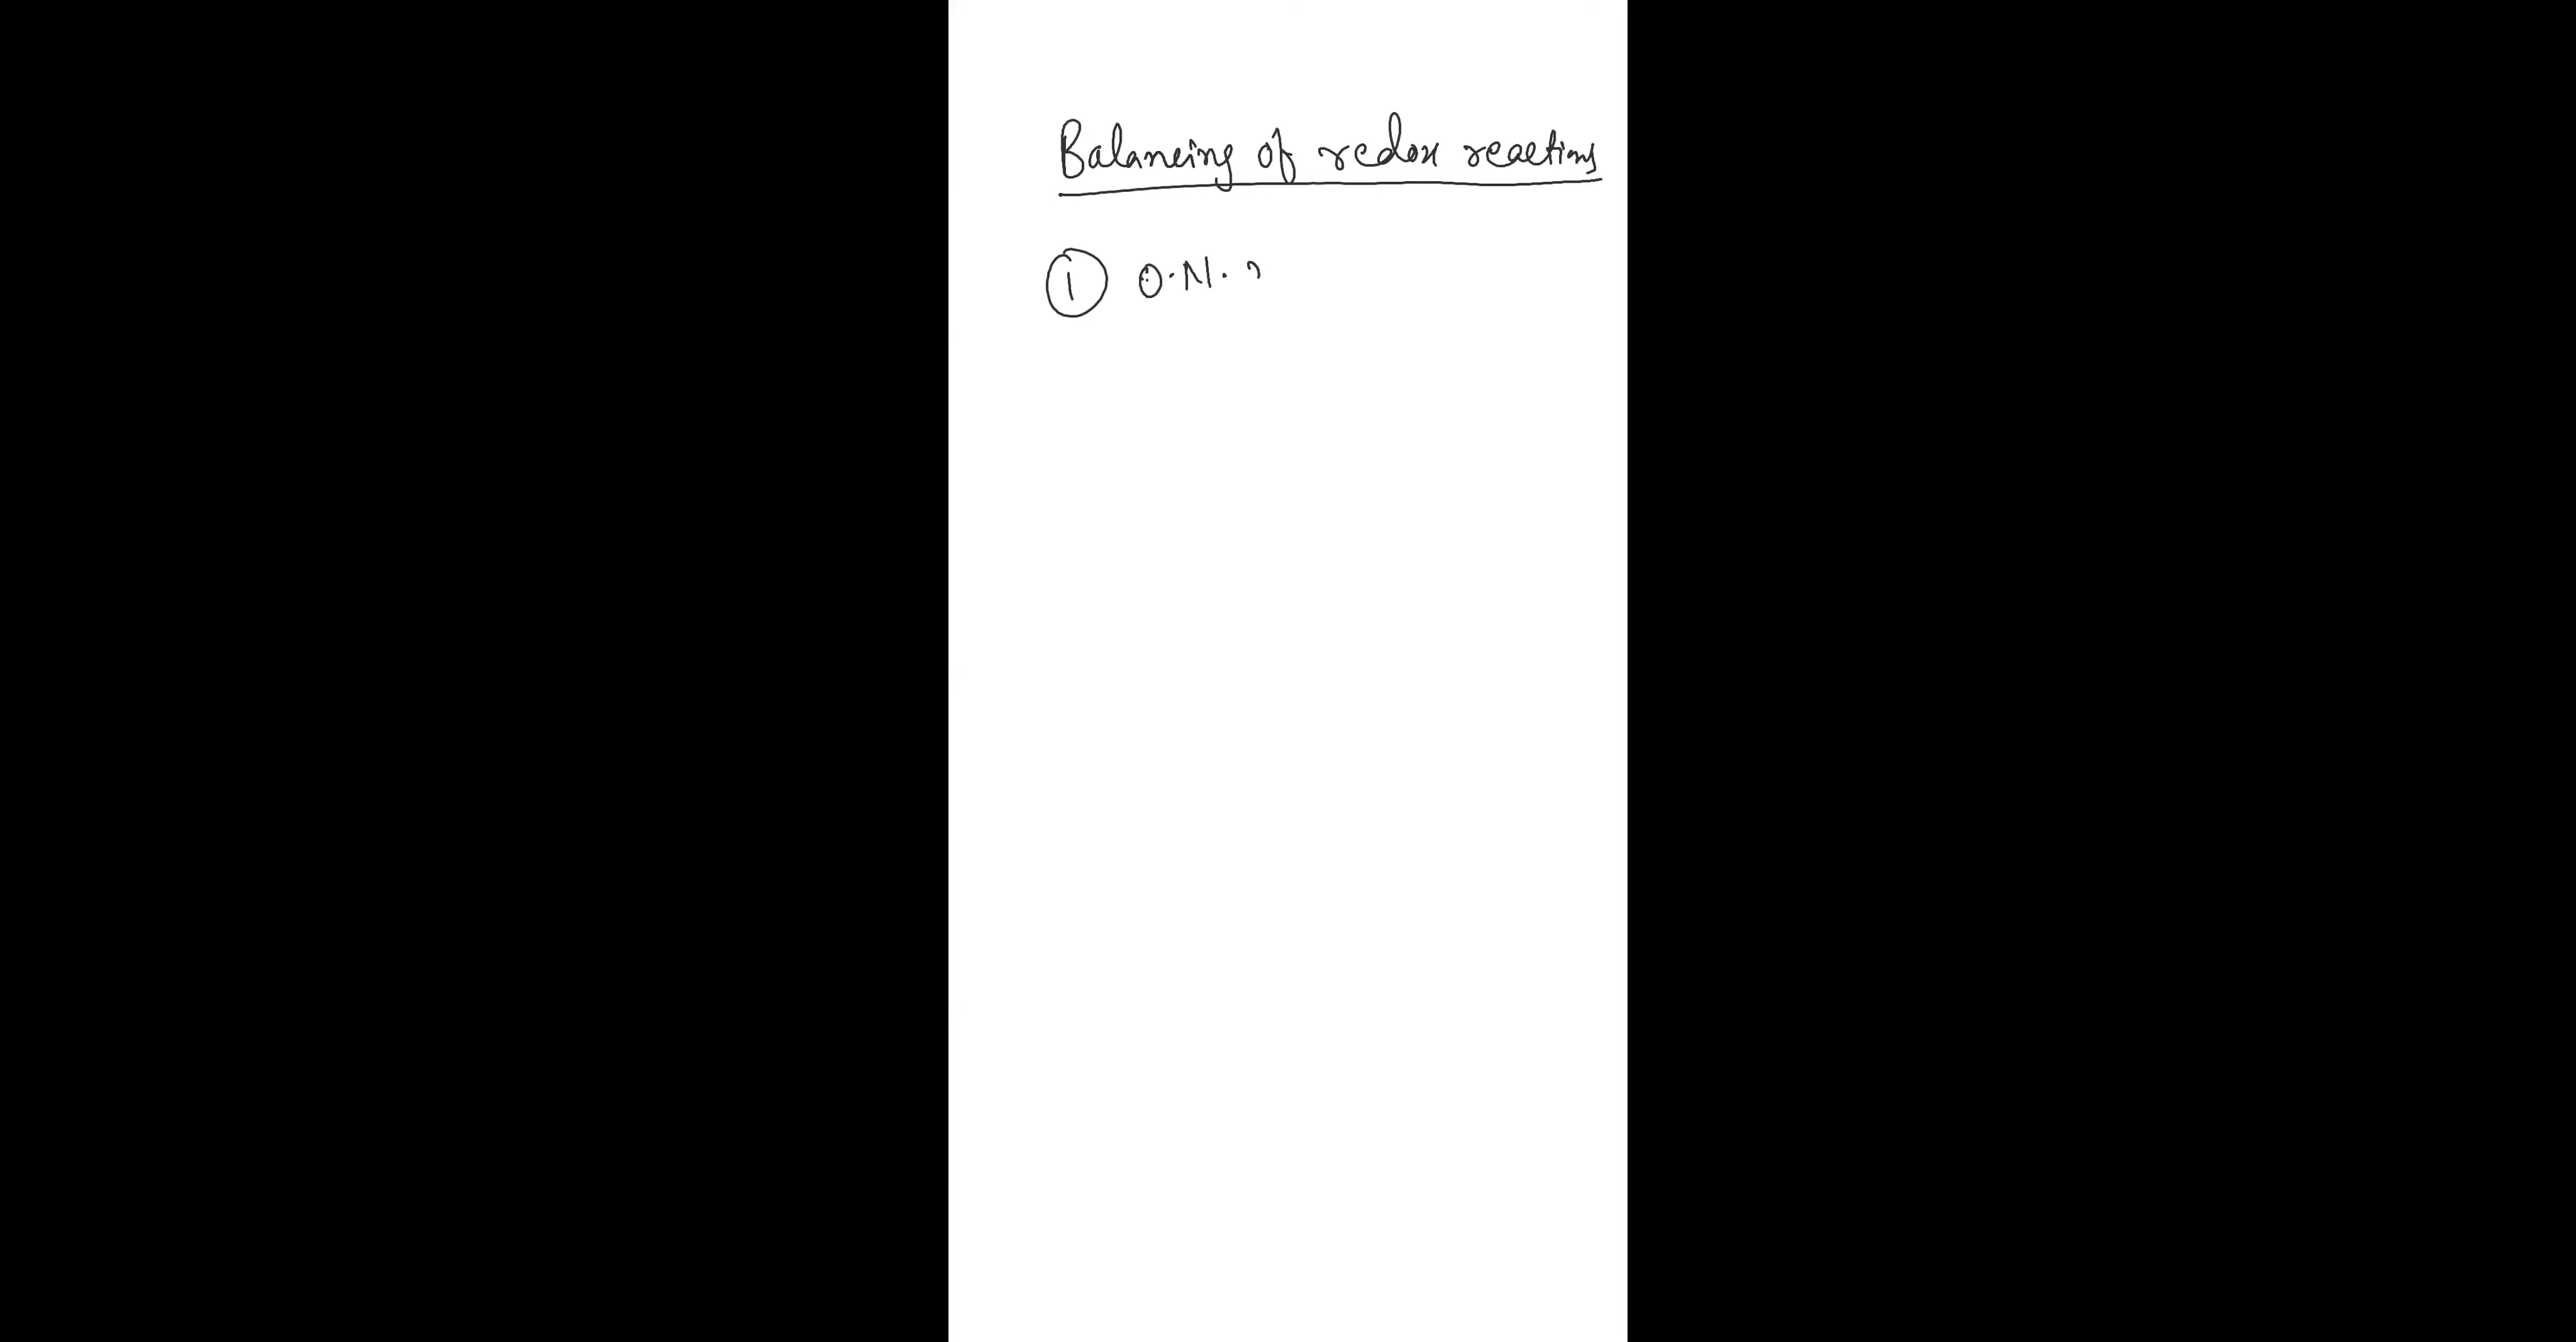 Balancing of redox reactions
① O.N.